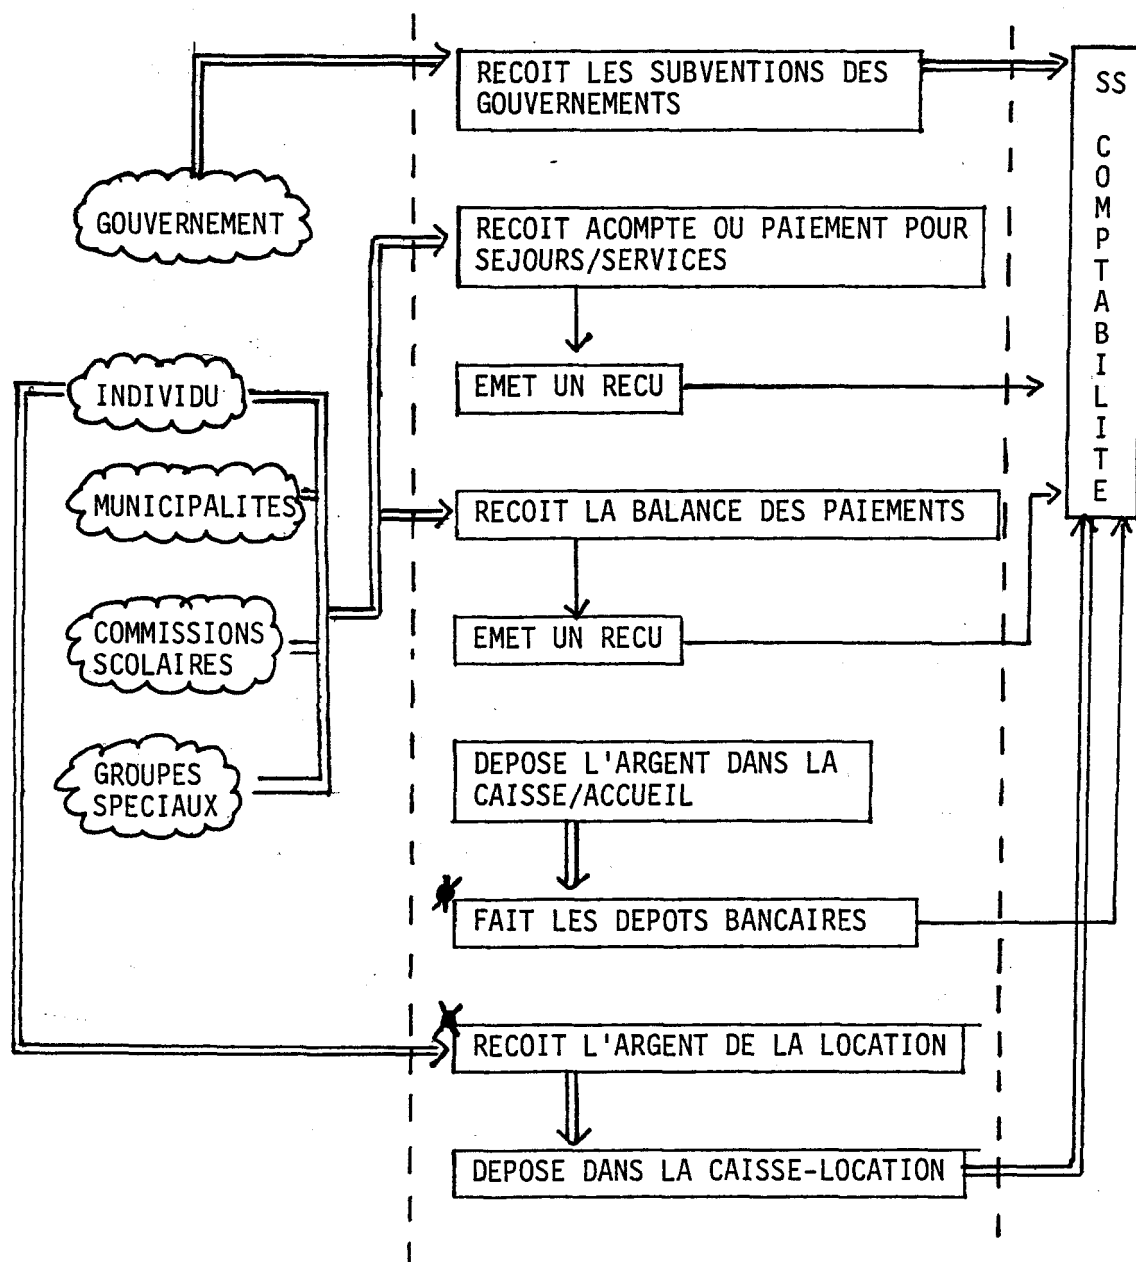 RECOIT LES SUBVENTIONS DES
GOUVERNEMENTS
GOUVERNEMENT
RECOIT ACOMPTE OU PAIEMENT POUR
SEJOURS/SERVICES
INDIVIDU
EMET UN RECU
MUNICIPALITES
RECOIT LA BALANCE DES PAIEMENTS
COMMISSIONS
SCOLAIRES
EMET UN RECU
GROUPES
SPECIAUX
DEPOSE L'ARGENT DANS LA
CAISSE/ACCUEIL
FAIT LES DEPOTS BANCAIRES
RECOIT L'ARGENT DE LA LOCATION
DEPOSE DANS LA CAISSE-LOCATION
SS
COMPTABILITE